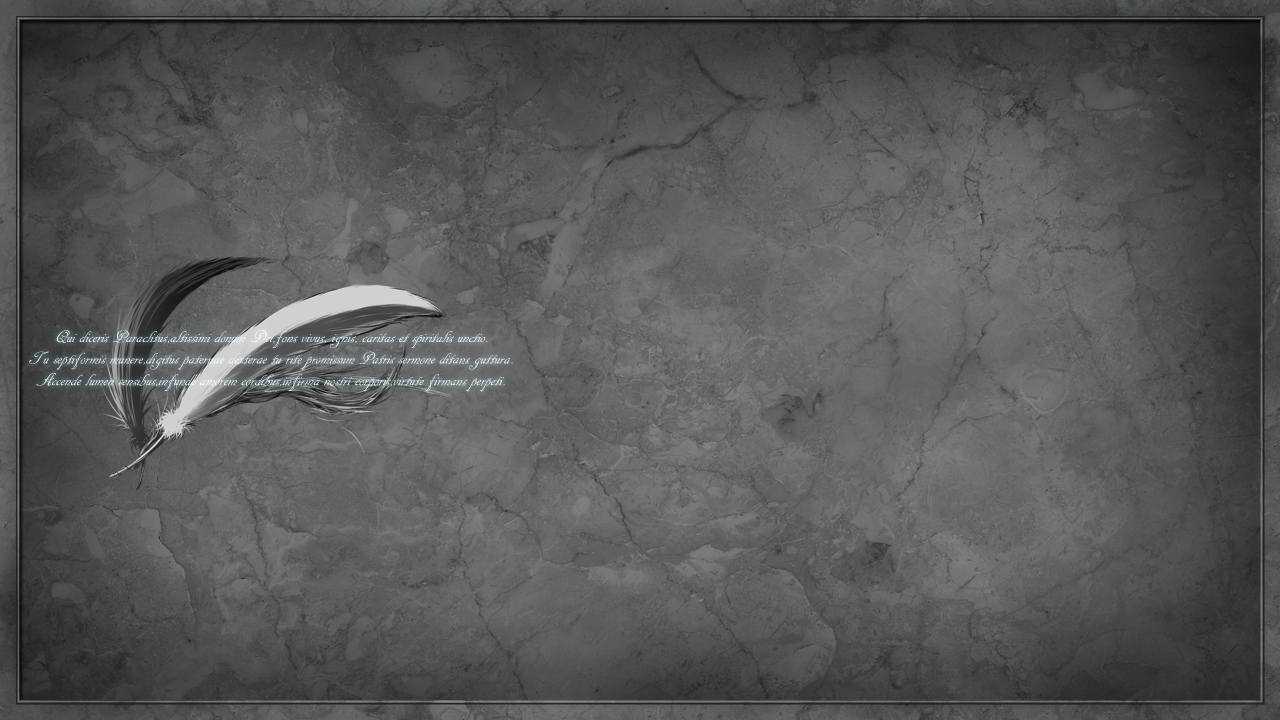 Qui diceris Paraclitus,altissimi donum Dei,fons vivus, ignis, caritas et spiritalis unctio.
Tu septiformis munere,digitus paternae dexterae tu rite promissum Patris sermone ditans guttura.
Accende lumen sensibus,infunde amorem cordibus,infirma nostri corporis,virtute firmans perpeti.